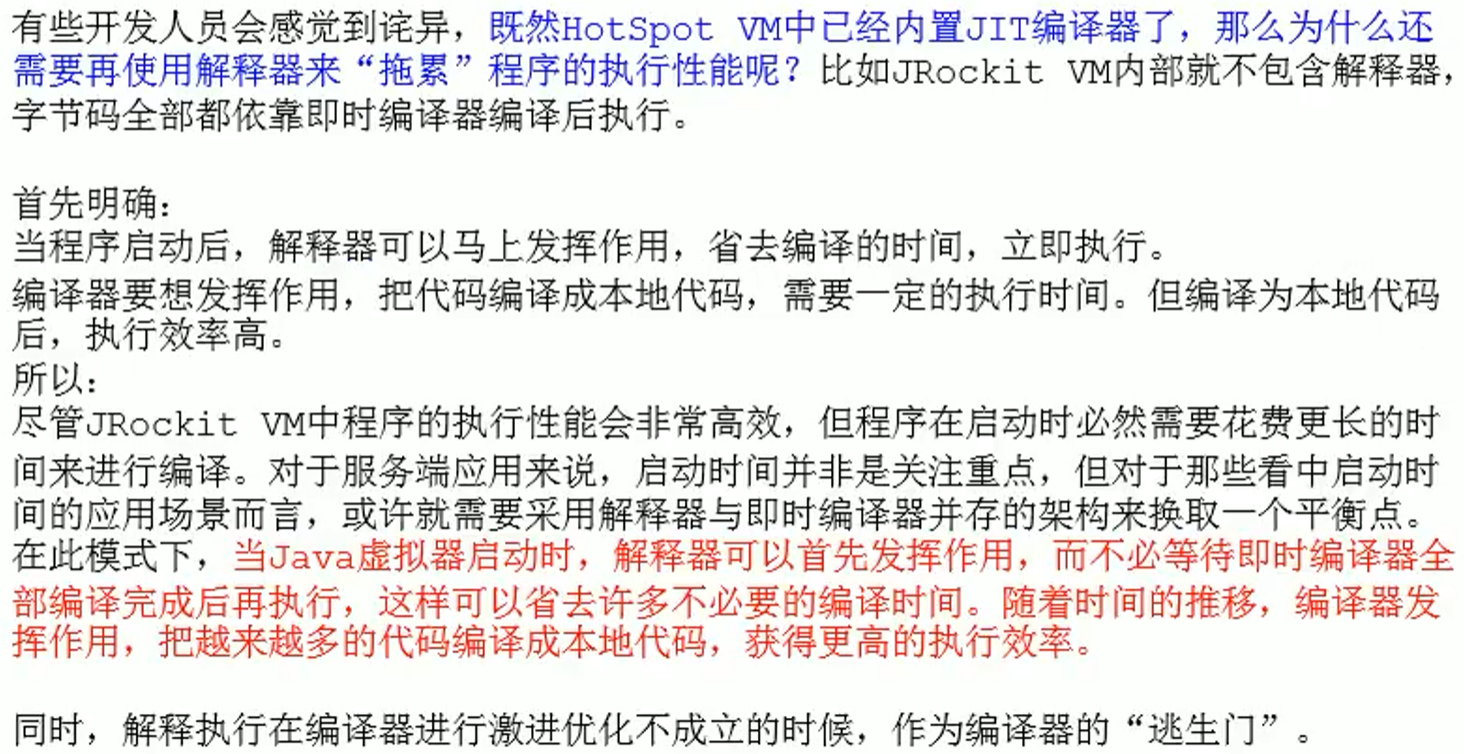 有些开发人员会感觉到诧异，既然HotSpot VM中已经内置JIT编译器了，那么为什么还
需要再使用解释器来“拖累”程序的执行性能呢？比如JRockit VM内部就不包含解释器，
字节码全部都依靠即时编译器编译后执行。
首先明确：
当程序启动后，解释器可以马上发挥作用，省去编译的时间，立即执行。
编译器要想发挥作用，把代码编译成本地代码，需要一定的执行时间。但编译为本地代码
后，执行效率高。
所以：
尽管JRockit VM中程序的执行性能会非常高效，但程序在启动时必然需要花费更长的时
间来进行编译。对于服务端应用来说，启动时间并非是关注重点，但对于那些看中启动时
间的应用场景而言，或许就需要采用解释器与即时编译器并存的架构来换取一个平衡点。
在此模式下，当Java虚拟器启动时，解释器可以首先发挥作用，而不必等待即时编译器全
部编译完成后再执行，这样可以省去许多不必要的编译时间。随着时间的推移，编译器发
挥作用，把越来越多的代码编译成本地代码，获得更高的执行效率。
同时，解释执行在编译器进行激进优化不成立的时候，作为编译器的“逃生门”。